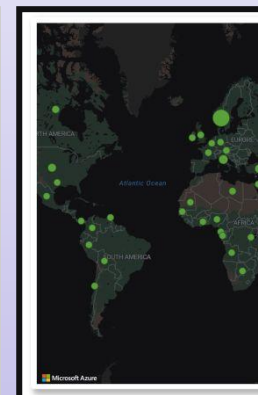 TH AMERICA
EUROPE
Atlantic Ocean
AFRICA
SOUTH AMERICA
Microsoft Azure